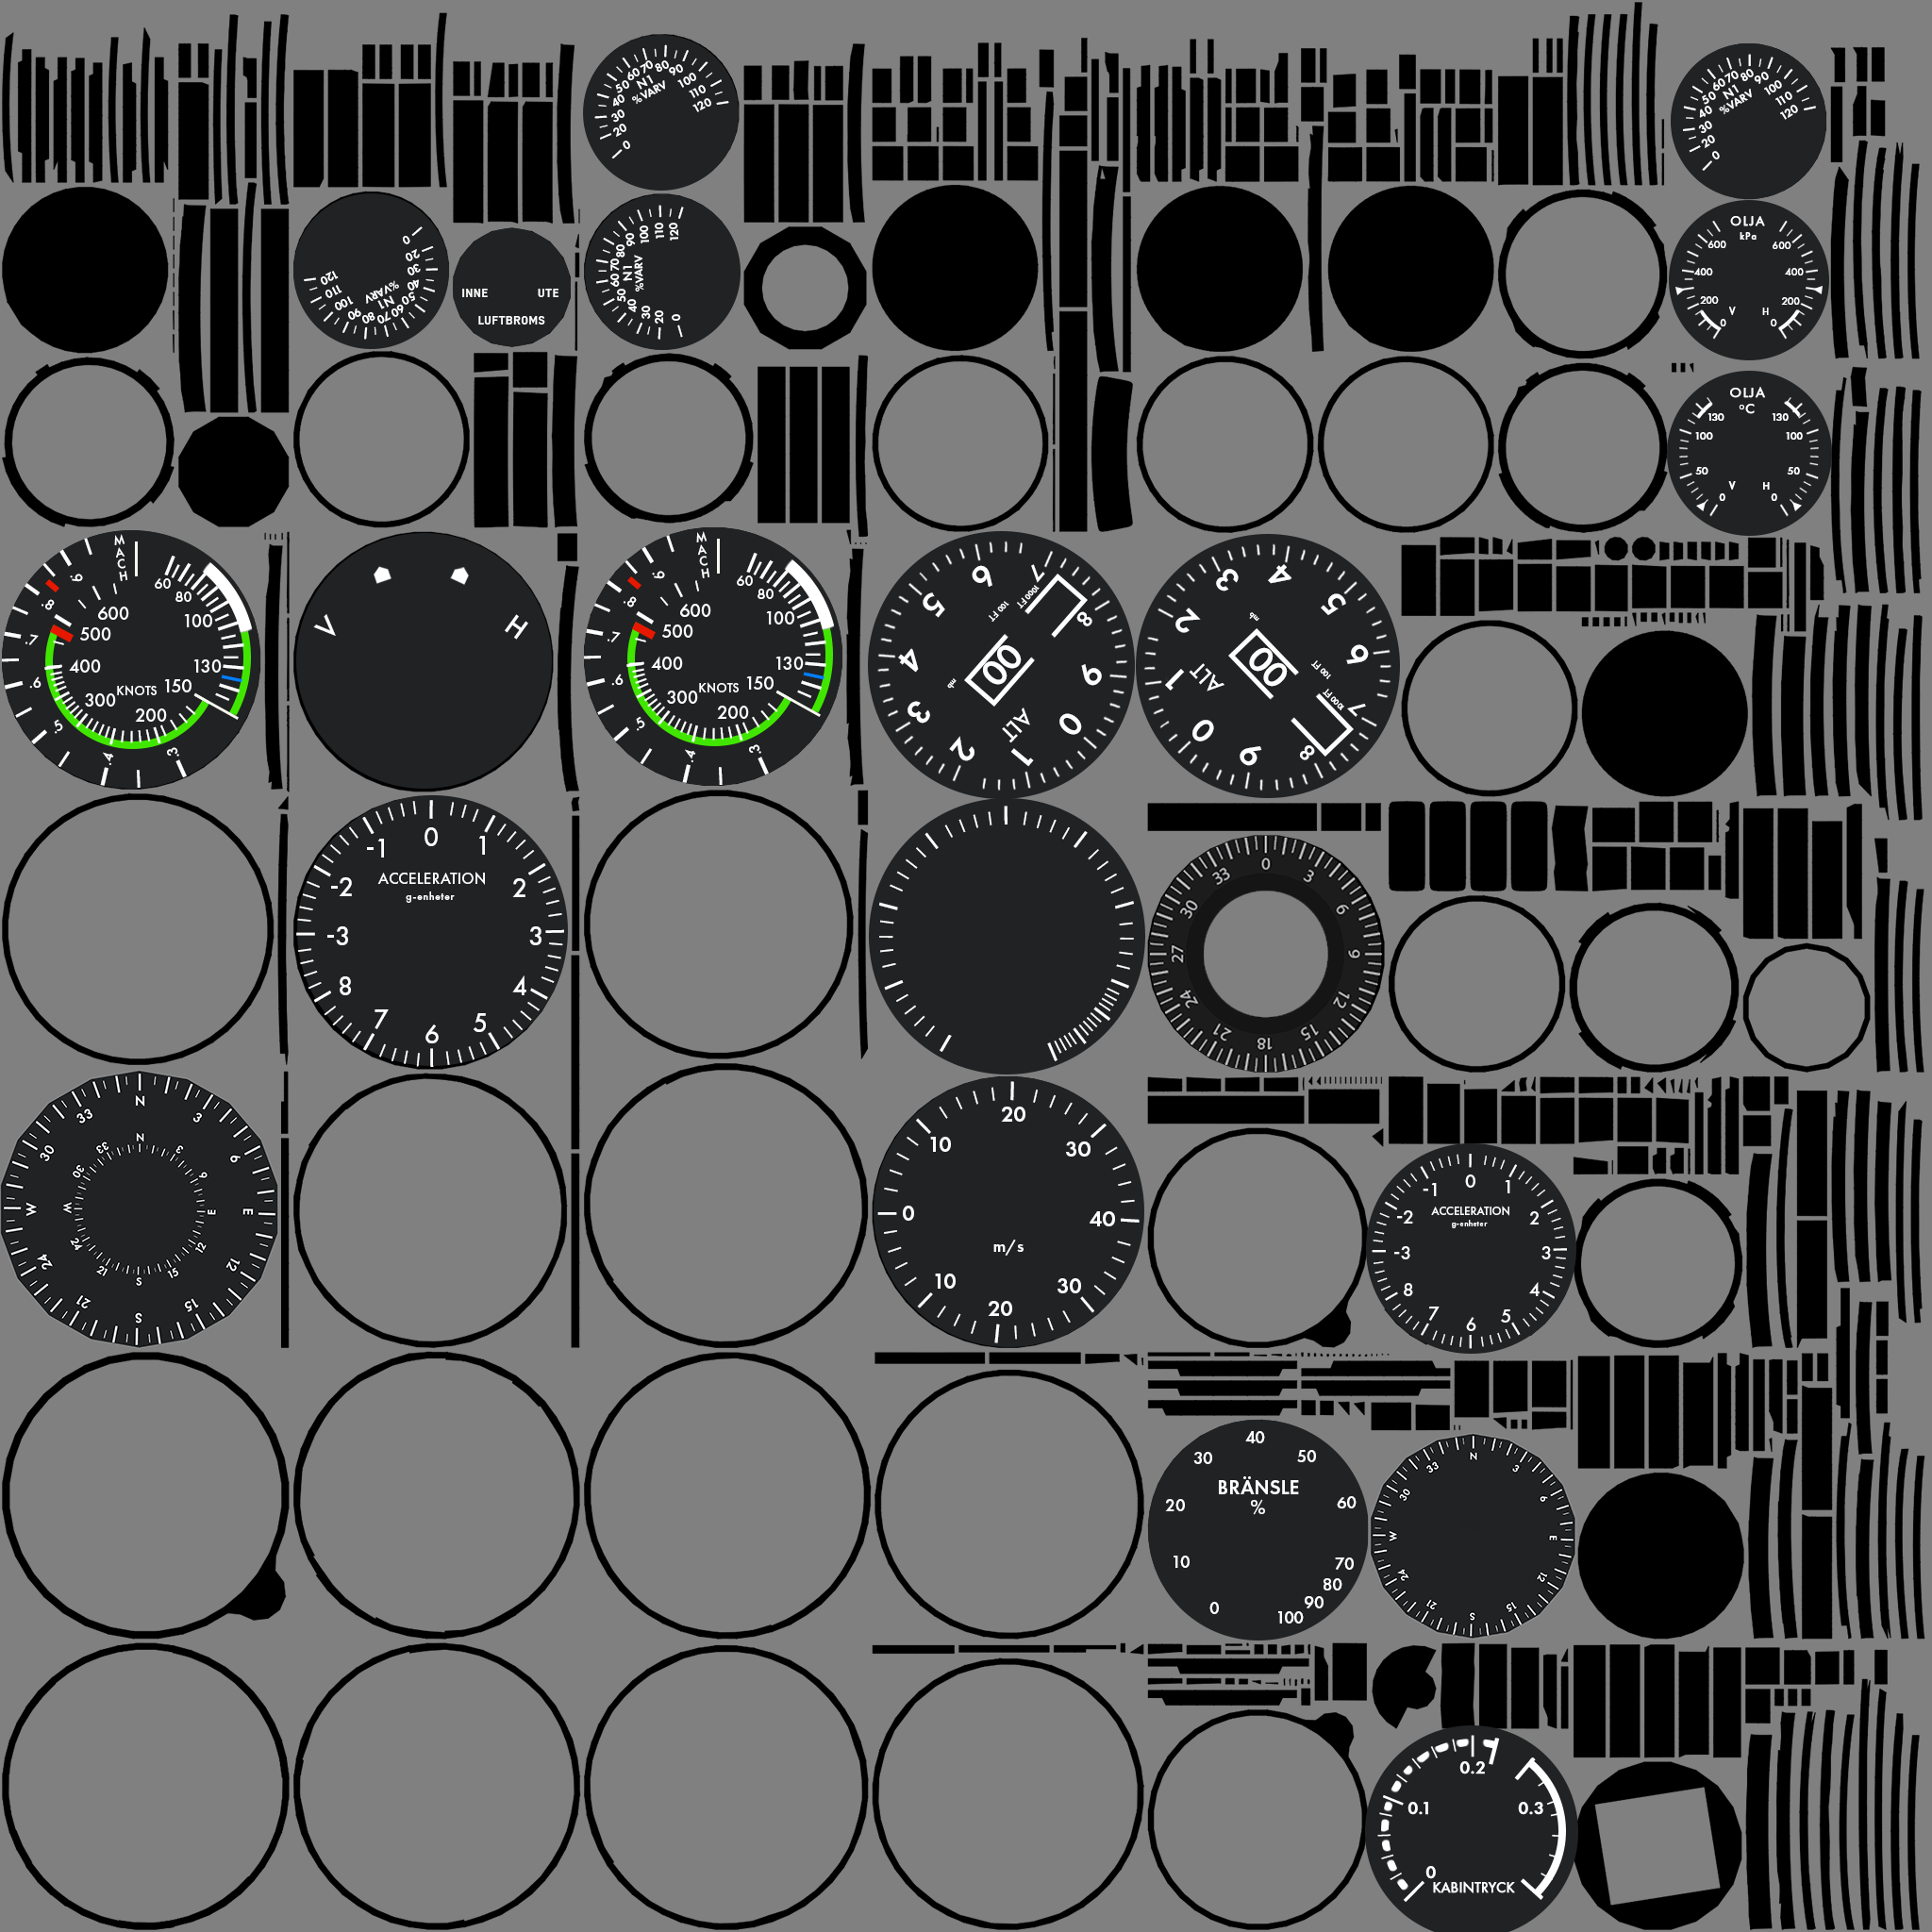 50 60 70 80 90
40 N1 100
30 %VARV 110
20 120
0
50 60 70 80 90
40 N1 100
30 %VARV 110
20 120
0
0
20
30
40
50
60
70
80
90
100
110
120
N1
%VARV
INNE UTE
LUFTBROMS
120
110
100
90
80
70
60
50
40
30
20
0
N1
%VARV
OLJA
kPa
600 600
400 400
200 200
V H
0 0
OLJA
°C
130 130
100 100
50 50
V H
0 0
MACH
.9
.8
.7
.6
.5
.4
.3
60
80
100
130
150
200
300
400
500
600
KNOTS
V H
MACH
.9
.8
.7
.6
.5
.4
.3
60
80
100
130
150
200
300
400
500
600
KNOTS
6 7
5 8
4 9
3 0
2 1
1000 FT
100 FT
00
mb
ALT
3 4
2 5
1 6
0 7
9 8
mb
00
100 FT
1000 FT
ALT
0
-1 1
ACCELERATION
g-enheter
-2 2
-3 3
8 4
7 5
6
0
33 3
30 6
27 9
24 12
21 15
18
N
33 3
30 6
W E
24 12
21 15
S
N
33 3
30 6
W E
24 12
21 15
S
20
10 30
0 40
m/s
10 30
20
0
-1 1
ACCELERATION
g-enheter
-2 2
-3 3
8 4
7 5
6
40
30 50
BRÄNSLE
%
20 60
10 70
80
0 90
100
N
33 3
30 6
W E
24 12
21 15
S
0.2
0.1 0.3
0
KABINTRYCK